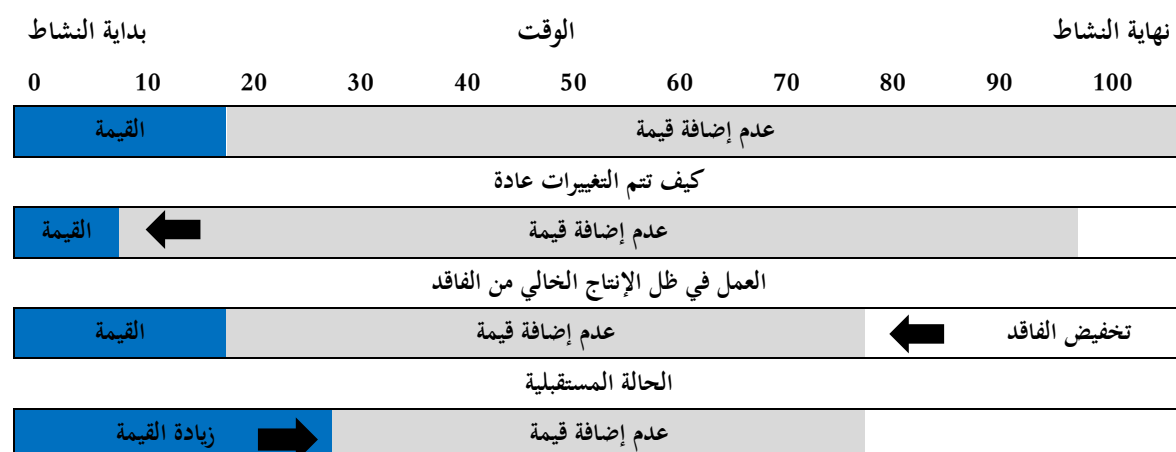 بداية النشاط الوقت نهاية النشاط
0 10 20 30 40 50 60 70 80 90 100
القيمة عدم إضافة قيمة
كيف تتم التغييرات عادة
القيمة عدم إضافة قيمة
العمل في ظل الإنتاج الخالي من الفاقد
القيمة عدم إضافة قيمة تخفيض الفاقد
الحالة المستقبلية
زيادة القيمة عدم إضافة قيمة